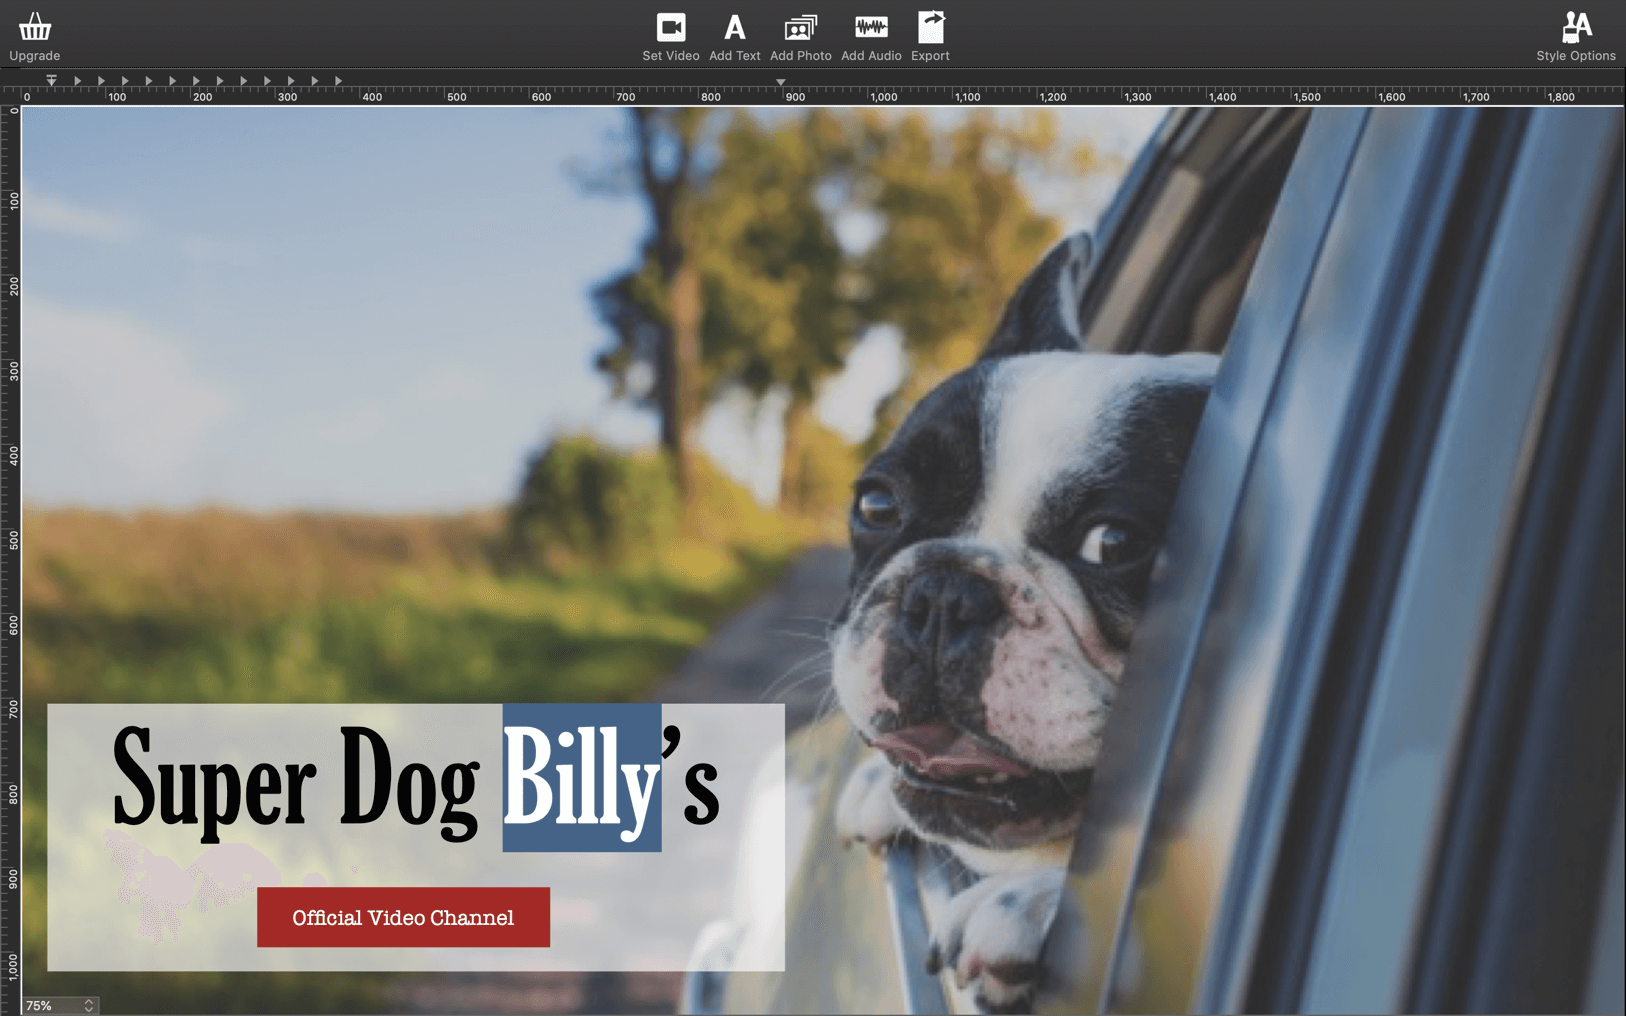 Upgrade
Set Video
Add Text
Add Photo
Add Audio
Export
Style Options
0 100 200 300 400 500 600 700 800 900 1,000 1,100 1,200 1,300 1,400 1,500 1,600 1,700 1,800
0
100
200
300
400
500
600
700
800
900
1,000
Super Dog Billy’s
Official Video Channel
75%